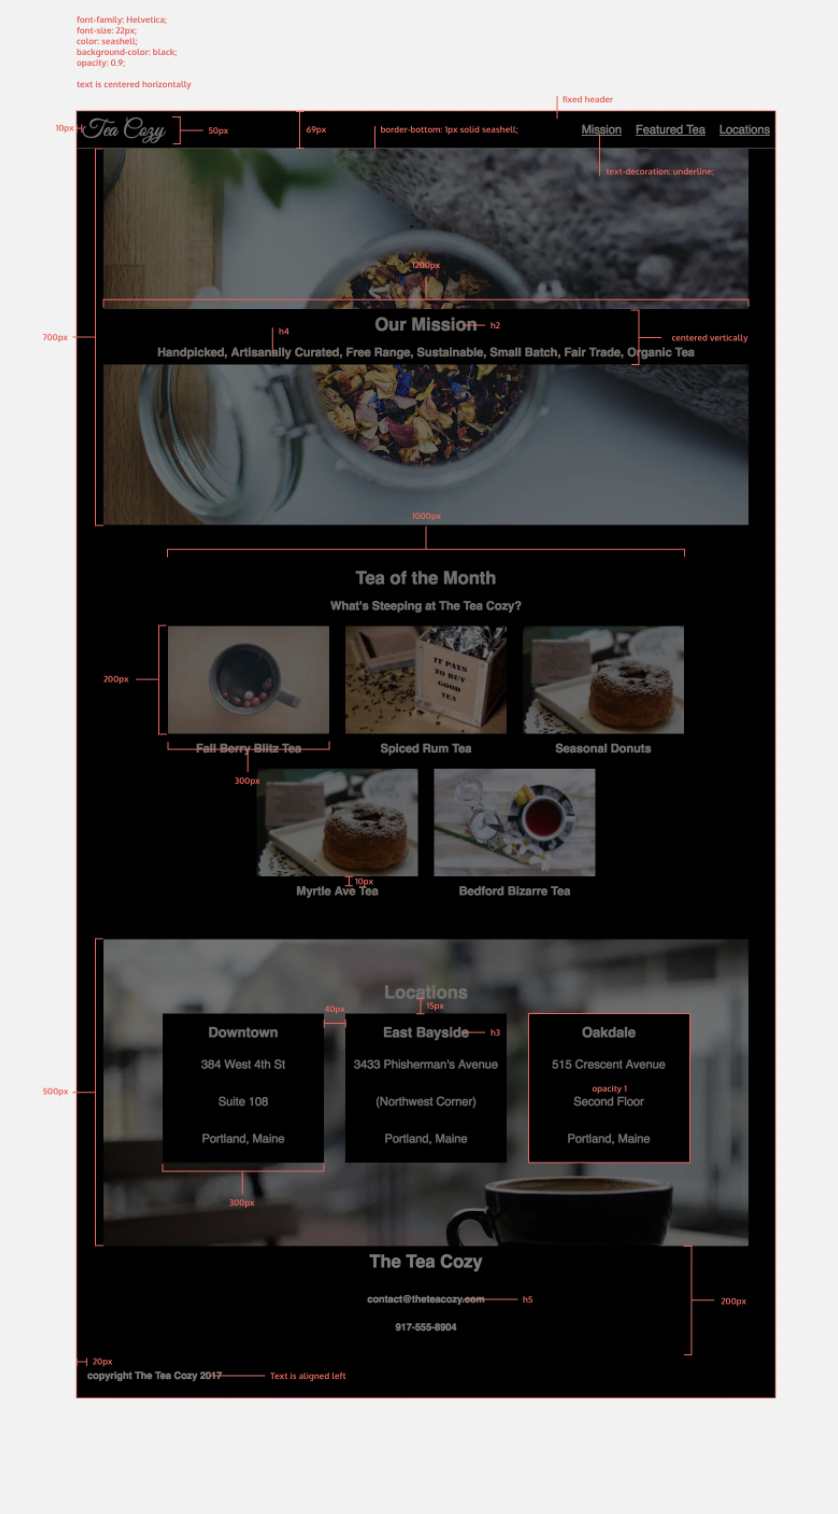 font-family: Helvetica;
font-size: 22px;
color: seashell;
background-color: black;
opacity: 0.9;
text is centered horizontally
fixed header
10px
Tea Cozy
50px
69px
border-bottom: 1px solid seashell;
Mission
Featured Tea
Locations
text-decoration: underline;
1200px
Our Mission
h2
h4
700px
centered vertically
Handpicked, Artisanally Curated, Free Range, Sustainable, Small Batch, Fair Trade, Organic Tea
1000px
Tea of the Month
What's Steeping at The Tea Cozy?
IT PAYS
TO BUY
GOOD
TEA
200px
Fall Berry Blitz Tea
Spiced Rum Tea
Seasonal Donuts
300px
10px
Myrtle Ave Tea
Bedford Bizarre Tea
Locations
15px
40px
Downtown
East Bayside
h3
Oakdale
384 West 4th St
3433 Phisherman's Avenue
515 Crescent Avenue
opacity 1
500px
Suite 108
(Northwest Corner)
Second Floor
Portland, Maine
Portland, Maine
Portland, Maine
300px
The Tea Cozy
contact@theteacozy.com
h5
200px
917-555-8904
20px
copyright The Tea Cozy 2017
Text is aligned left